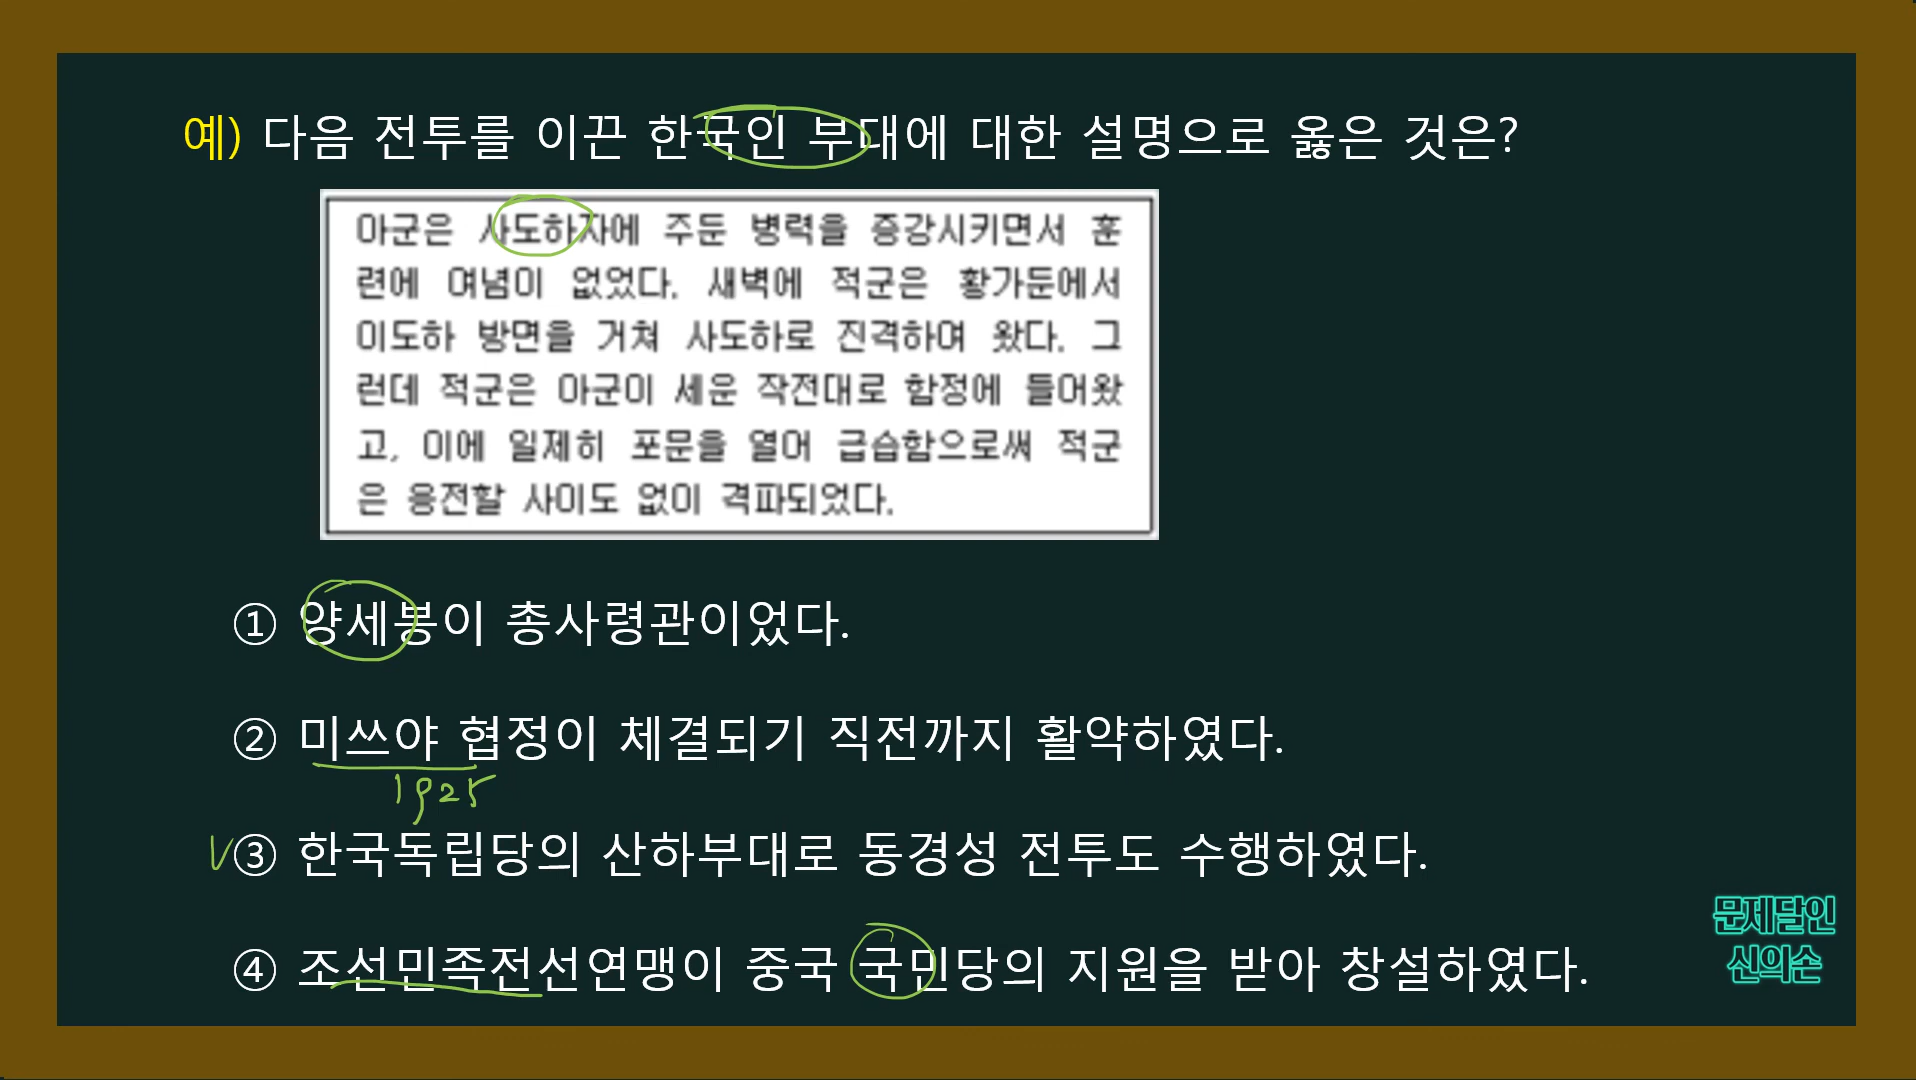 예) 다음 전투를 이끈 한국인 부대에 대한 설명으로 옳은 것은?
아군은 사도하자에 주둔 병력을 증강시키면서 훈
련에 여념이 없었다. 새벽에 적군은 황가둔에서
이도하 방면을 거쳐 사도하로 진격하여 왔다. 그
런데 적군은 아군이 세운 작전대로 함정에 들어왔
고, 이에 일제히 포문을 열어 급습함으로써 적군
은 응전할 사이도 없이 격파되었다.
① 양세봉이 총사령관이었다.
② 미쓰야 협정이 체결되기 직전까지 활약하였다.
1925
③ 한국독립당의 산하부대로 동경성 전투도 수행하였다.
④ 조선민족전선연맹이 중국 국민당의 지원을 받아 창설하였다.
문제달인
신의손